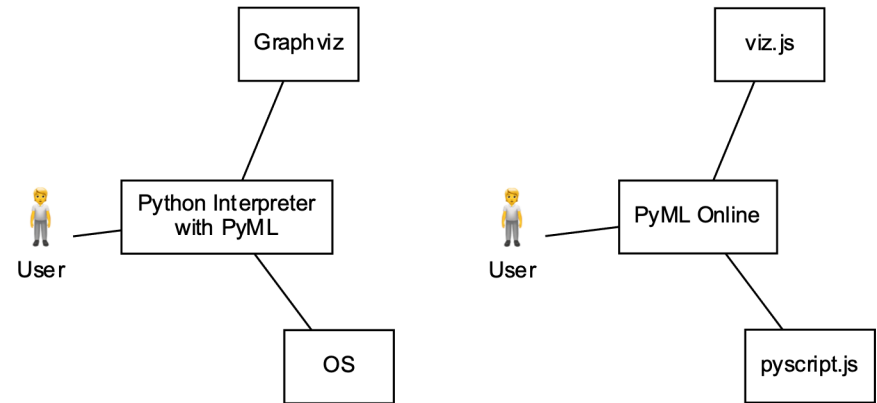 Graphviz
Python Interpreter
with PyML
User
OS
viz.js
PyML Online
User
pyscript.js